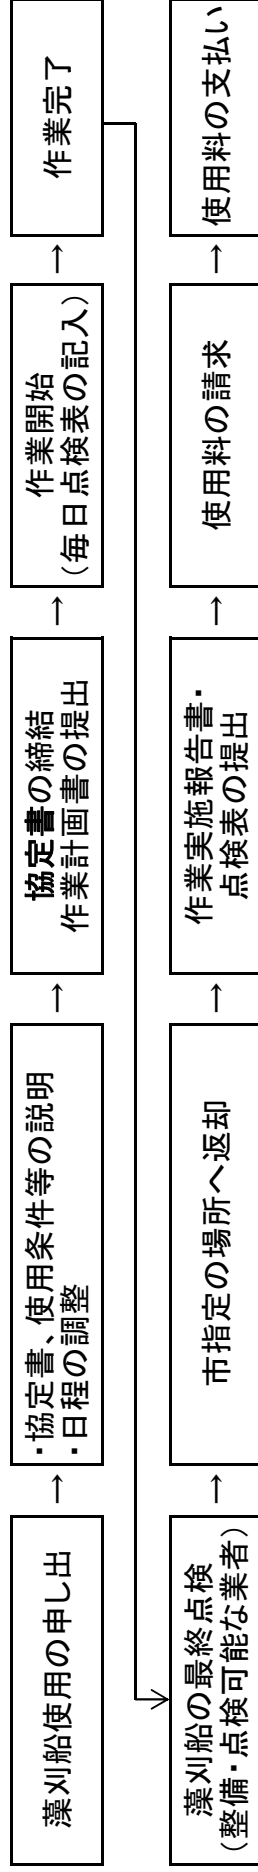 藻刈船使用の申し出
→
・協定書、使用条件等の説明
・日程の調整
→
協定書の締結
作業計画書の提出
→
作業開始
（毎日点検表の記入）
→
作業完了
藻刈船の最終点検
（整備・点検可能な業者）
→
市指定の場所へ返却
→
作業実施報告書・
点検表の提出
→
使用料の請求
→
使用料の支払い